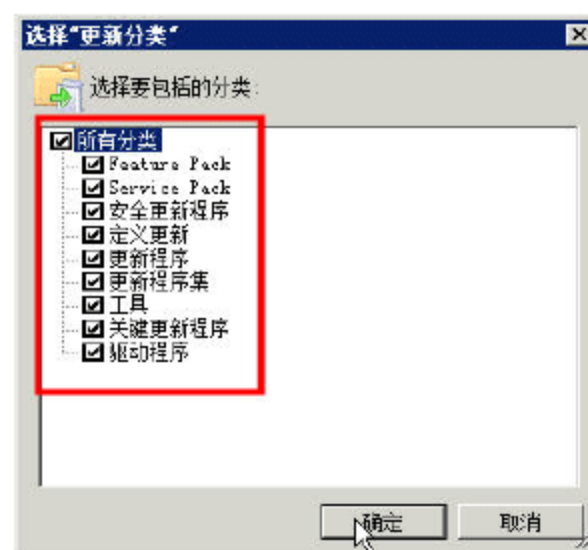 选择“更新分类”
选择要包括的分类:
所有分类
Feature Pack
Service Pack
安全更新程序
定义更新
更新程序
更新程序集
工具
关键更新程序
驱动程序
确定
取消